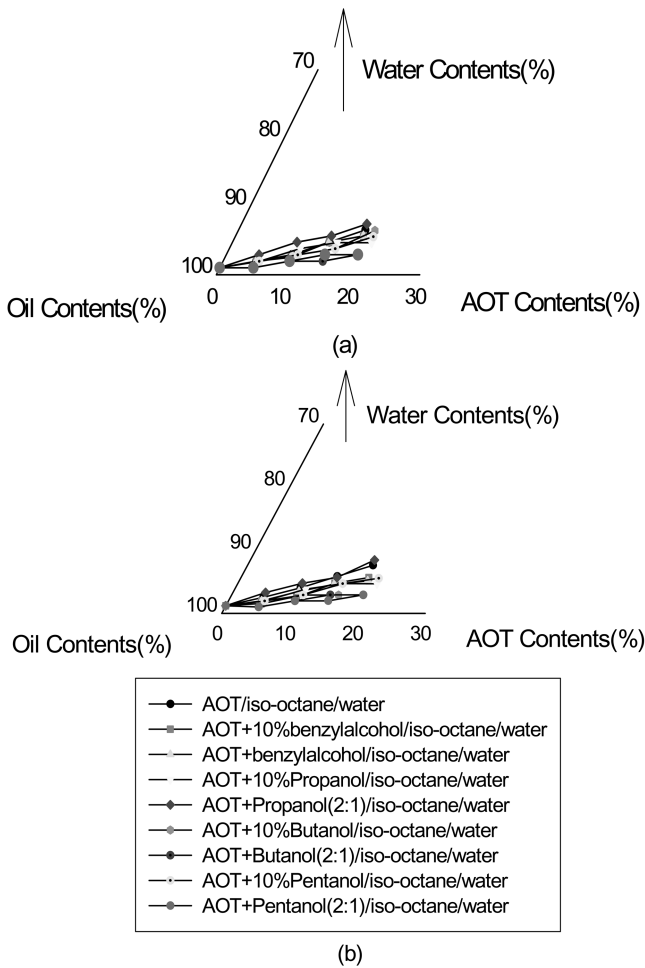 70
Water Contents(%)
80
90
100
0 10 20 30
Oil Contents(%)
AOT Contents(%)
(a)
70
Water Contents(%)
80
90
100
0 10 20 30
Oil Contents(%)
AOT Contents(%)
AOT/iso-octane/water
AOT+10%benzylalcohol/iso-octane/water
AOT+benzylalcohol/iso-octane/water
AOT+10%Propanol/iso-octane/water
AOT+Propanol(2:1)/iso-octane/water
AOT+10%Butanol/iso-octane/water
AOT+Butanol(2:1)/iso-octane/water
AOT+10%Pentanol/iso-octane/water
AOT+Pentanol(2:1)/iso-octane/water
(b)